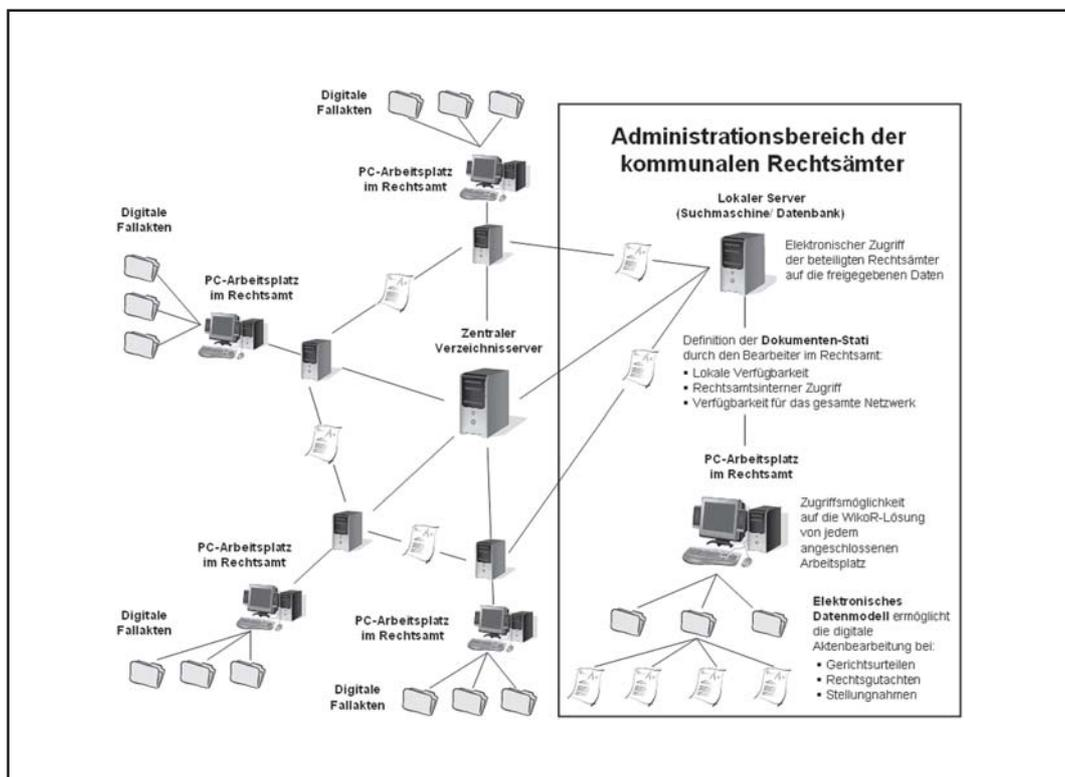 Digitale
Fallakten
PC-Arbeitsplatz
im Rechtsamt
Digitale
Fallakten
PC-Arbeitsplatz
im Rechtsamt
Zentraler
Verzeichnisserver
PC-Arbeitsplatz
im Rechtsamt
Digitale
Fallakten
PC-Arbeitsplatz
im Rechtsamt
Digitale
Fallakten
Administrationsbereich der
kommunalen Rechtsämter
Lokaler Server
(Suchmaschine/ Datenbank)
Elektronischer Zugriff
der beteiligten Rechtsämter
auf die freigegebenen Daten
Definition der Dokumenten-Stati
durch den Bearbeiter im Rechtsamt:
▪ Lokale Verfügbarkeit
▪ Rechtsamtsinterner Zugriff
▪ Verfügbarkeit für das gesamte Netzwerk
PC-Arbeitsplatz
im Rechtsamt
Zugriffsmöglichkeit
auf die WikoR-Lösung
von jedem
angeschlossenen
Arbeitsplatz
Elektronisches
Datenmodell ermöglicht
die digitale
Aktenbearbeitung bei:
▪ Gerichtsurteilen
▪ Rechtsgutachten
▪ Stellungnahmen